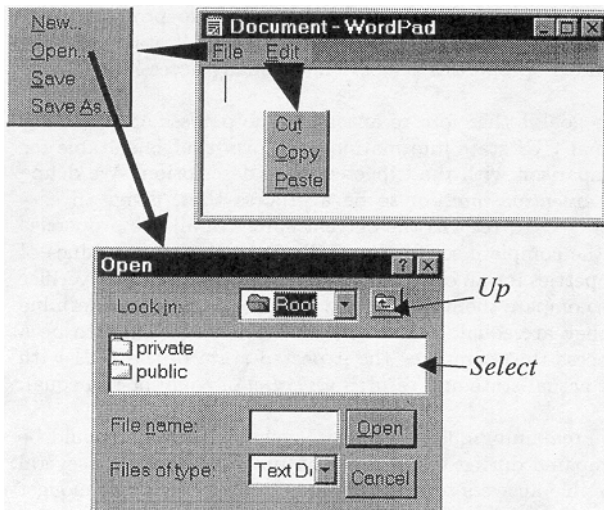 New...
Open...
Save
Save As...
Document - WordPad
File Edit
Cut
Copy
Paste
Open
Look in: Root
Up
private
public
Select
File name: Open
Files of type: Text D Cancel